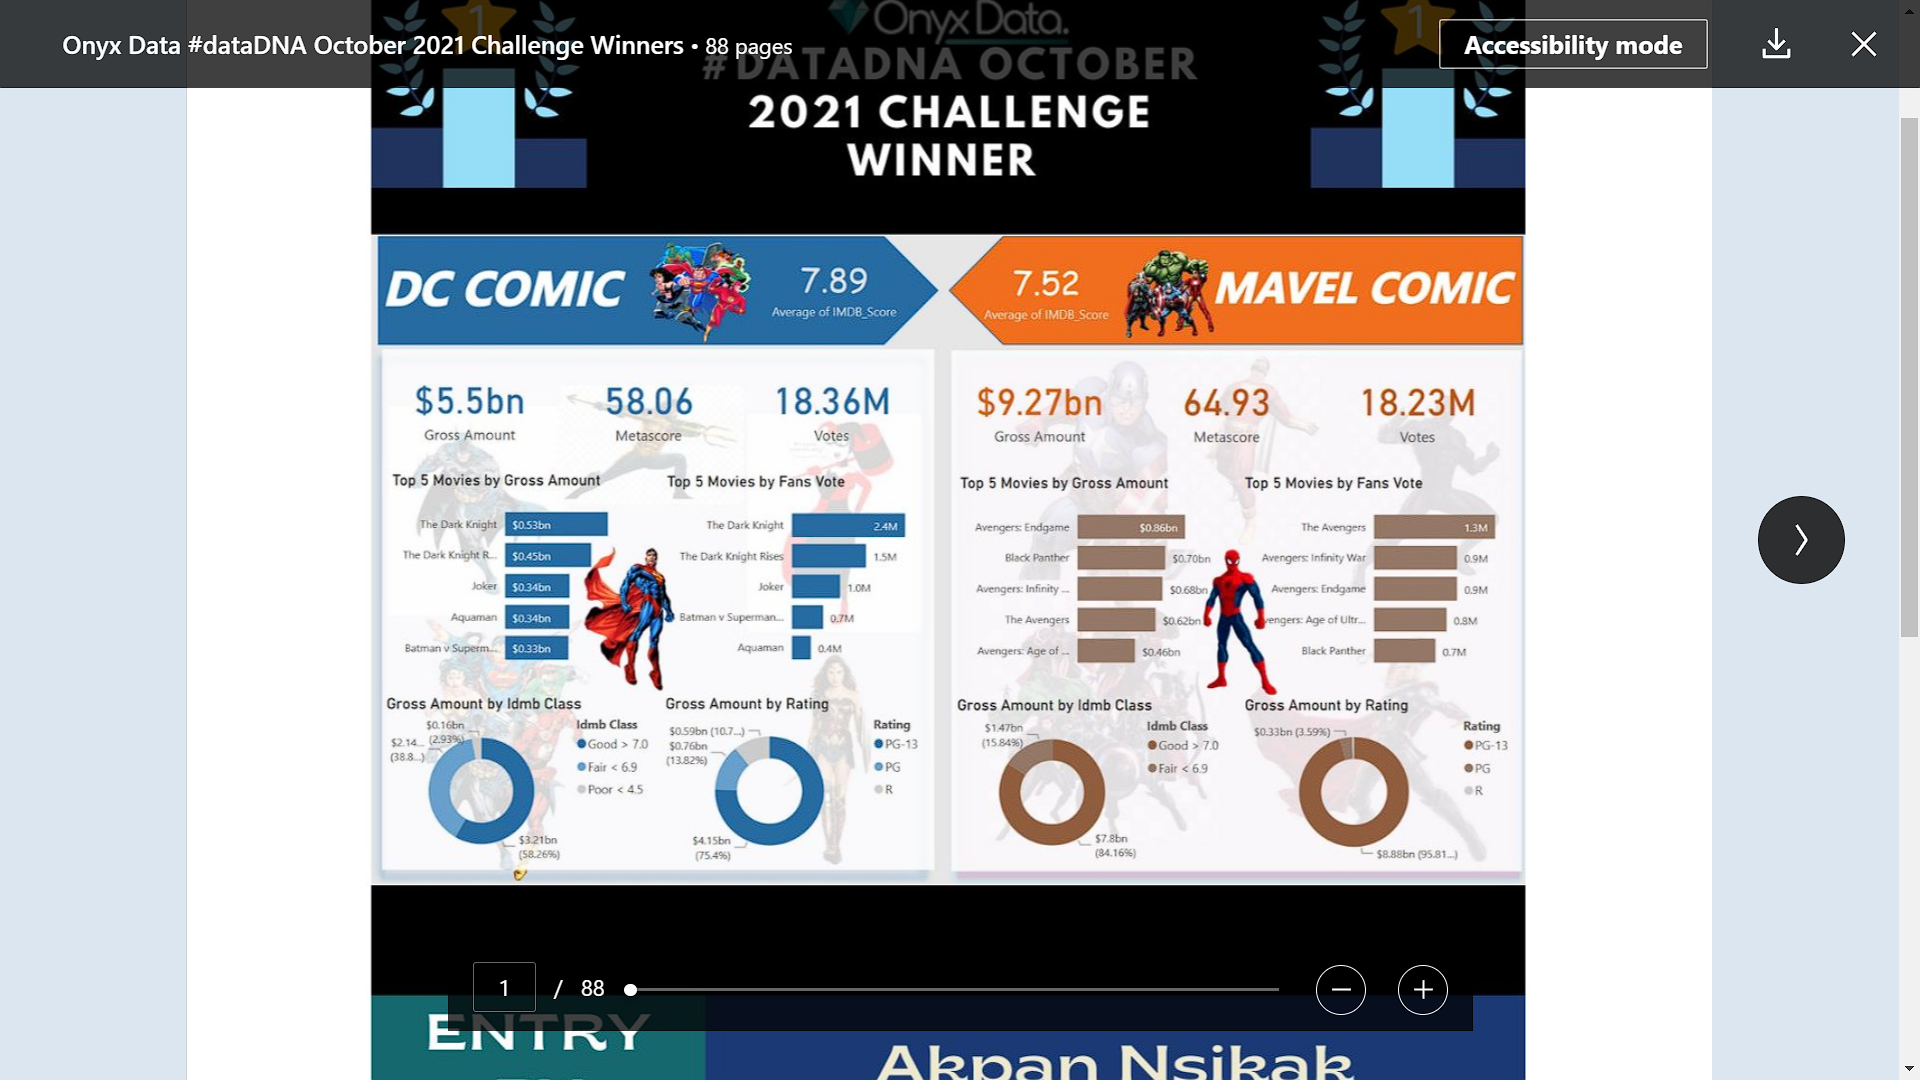 Onyx Data #dataDNA October 2021 Challenge Winners • 88 pages
Accessibility mode
1
Onyx Data.
1
#DATADNA OCTOBER
2021 CHALLENGE
WINNER
DC COMIC
7.89
Average of IMDB_Score
7.52
Average of IMDB_Score
MAVEL COMIC
$5.5bn
Gross Amount
58.06
Metascore
18.36M
Votes
Top 5 Movies by Gross Amount
The Dark Knight $0.53bn
The Dark Knight R... $0.45bn
Joker $0.34bn
Aquaman $0.34bn
Batman v Superm... $0.33bn
Top 5 Movies by Fans Vote
The Dark Knight 2.4M
The Dark Knight Rises 1.5M
Joker 1.0M
Batman v Superman... 0.7M
Aquaman 0.4M
Gross Amount by Idmb Class
$0.16bn
(2.93%)
$2.14...
(38.8...)
$3.21bn
(58.26%)
Idmb Class
Good > 7.0
Fair < 6.9
Poor < 4.5
Gross Amount by Rating
$0.59bn (10.7...)
$0.76bn
(13.82%)
$4.15bn
(75.4%)
Rating
PG-13
PG
R
$9.27bn
Gross Amount
64.93
Metascore
18.23M
Votes
Top 5 Movies by Gross Amount
Avengers: Endgame $0.86bn
Black Panther $0.70bn
Avengers: Infinity ... $0.68bn
The Avengers $0.62bn
Avengers: Age of ... $0.46bn
Top 5 Movies by Fans Vote
The Avengers 1.3M
Avengers: Infinity War 0.9M
Avengers: Endgame 0.9M
vengers: Age of Ultr... 0.8M
Black Panther 0.7M
Gross Amount by Idmb Class
$1.47bn
(15.84%)
$7.8bn
(84.16%)
Idmb Class
Good > 7.0
Fair < 6.9
Gross Amount by Rating
$0.33bn (3.59%)
$8.88bn (95.81...)
Rating
PG-13
PG
R
1 / 88
ENTRY
Akpan Nsikak